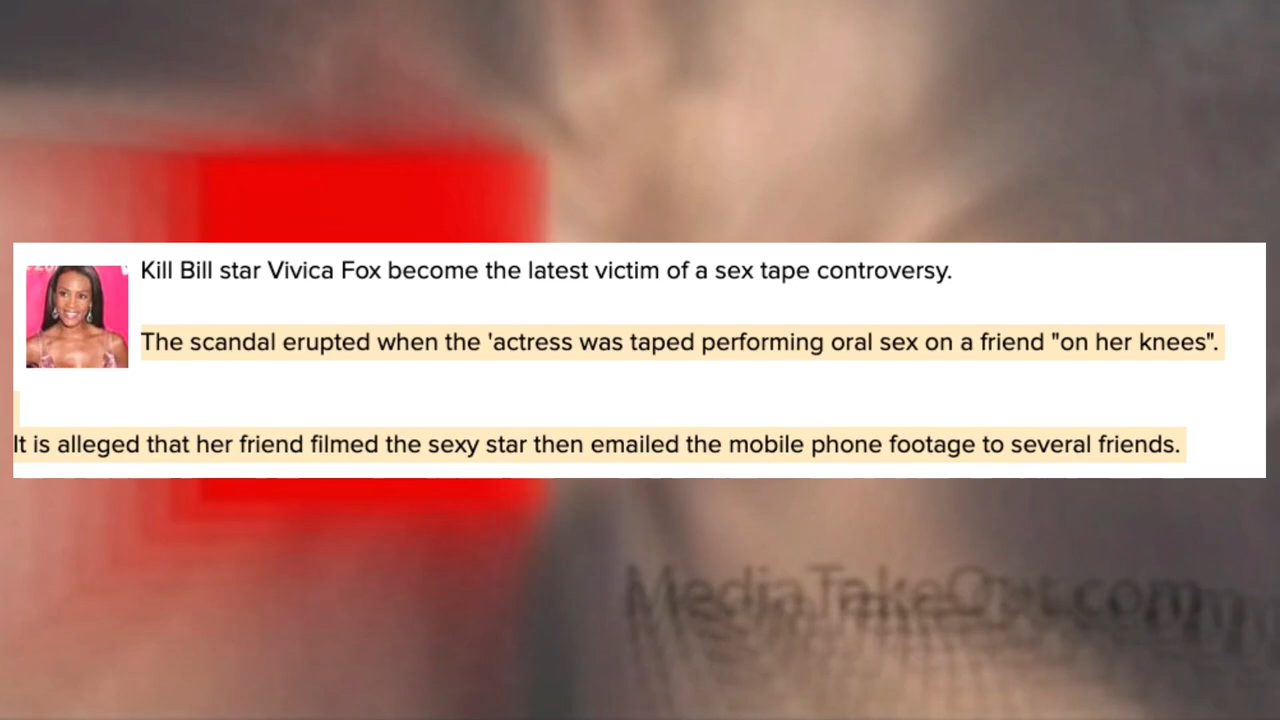 Kill Bill star Vivica Fox become the latest victim of a sex tape controversy.
The scandal erupted when the 'actress was taped performing oral sex on a friend "on her knees".
It is alleged that her friend filmed the sexy star then emailed the mobile phone footage to several friends.
MediaTakeOut.com